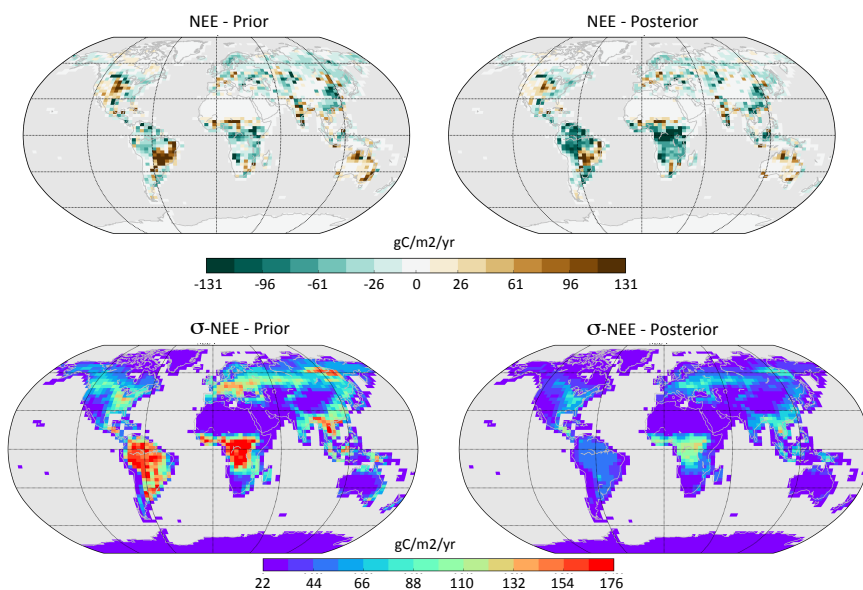 NEE - Prior
NEE - Posterior
gC/m2/yr
-131 -96 -61 -26 0 26 61 96 131
σ-NEE - Prior
σ-NEE - Posterior
gC/m2/yr
22 44 66 88 110 132 154 176